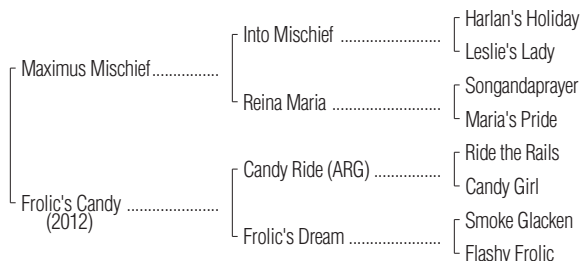 Harlan's Holiday
Into Mischief ....................
Leslie's Lady
Maximus Mischief................
Songandaprayer
Reina Maria ......................
Maria's Pride
Ride the Rails
Candy Ride (ARG) ..............
Candy Girl
Frolic's Candy ......................
(2012)
Smoke Glacken
Frolic's Dream ...................
Flashy Frolic